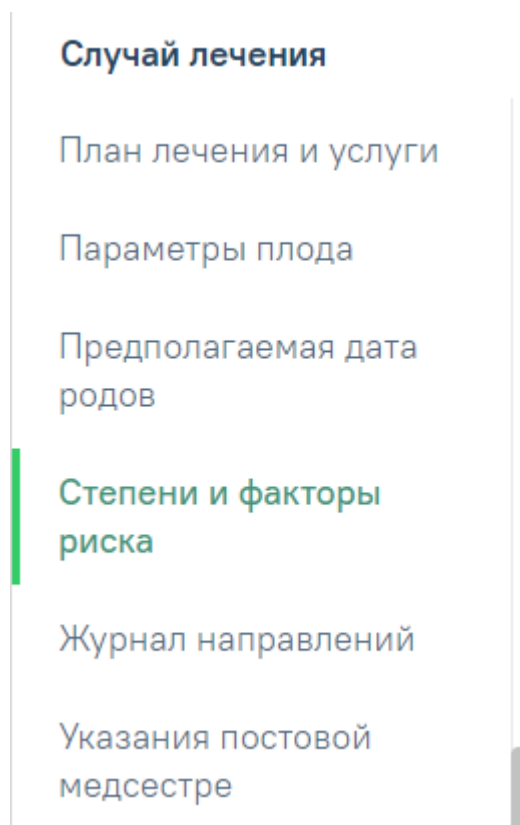 Случай лечения
План лечения и услуги
Параметры плода
Предполагаемая дата
родов
Степени и факторы
риска
Журнал направлений
Указания постовой
медсестре